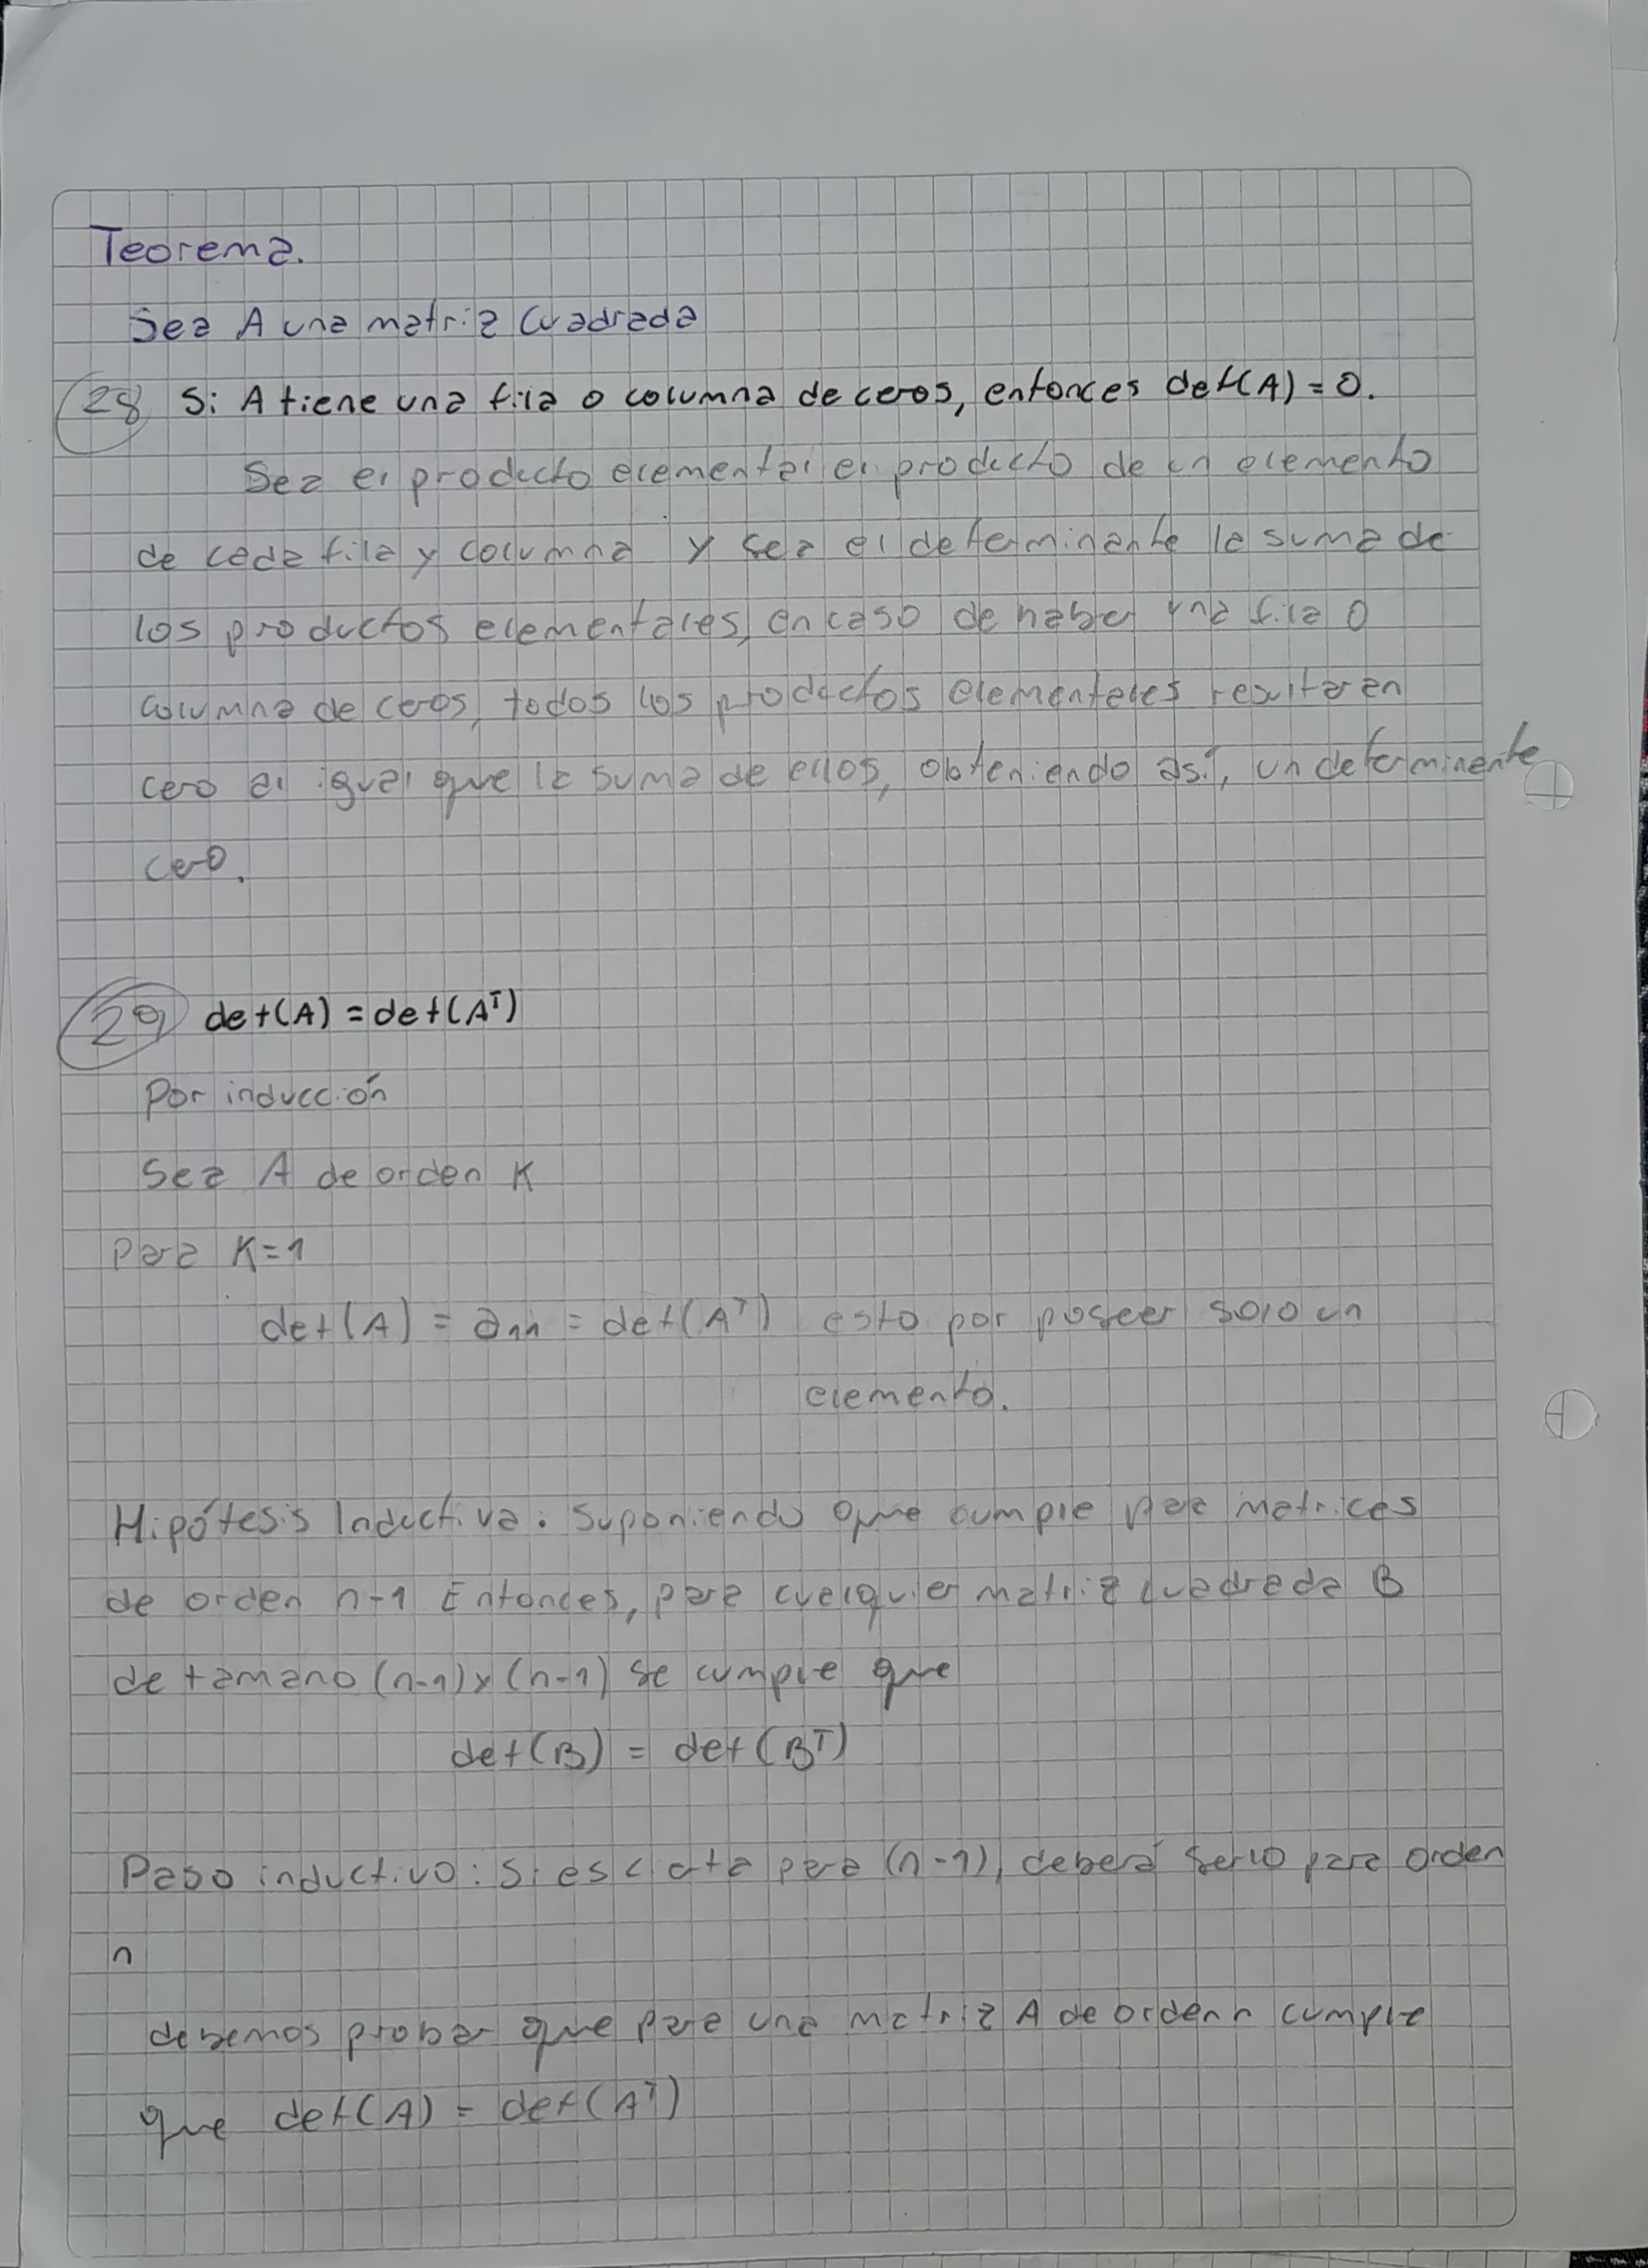 Teorema.
Sea A una matriz cuadrada
28 Si A tiene una fila o columna de ceros, entonces det(A) = 0.
Sea el producto elemental el producto de un elemento
de cada fila y columna y sea el determinante la suma de
los productos elementales, en caso de haber una fila o
columna de ceros, todos los productos elementales resultaran
cero al igual que la suma de ellos, obteniendo así, un determinante
cero.
29 det(A) = det(Aᵀ)
Por inducción
Sea A de orden K
Para K=1
det(A) = a₁₁ = det(Aᵀ) esto por poseer solo un
elemento.
Hipótesis Inductiva: Suponiendo que cumple para matrices
de orden n-1 Entonces, para cualquier matriz cuadrada B
de tamano (n-1)x(n-1) se cumple que
det(B) = det(Bᵀ)
Paso inductivo: Si es cierta para (n-1), deberá serlo para orden
n
debemos probar que para una matriz A de orden n cumple
que det(A) = det(Aᵀ)